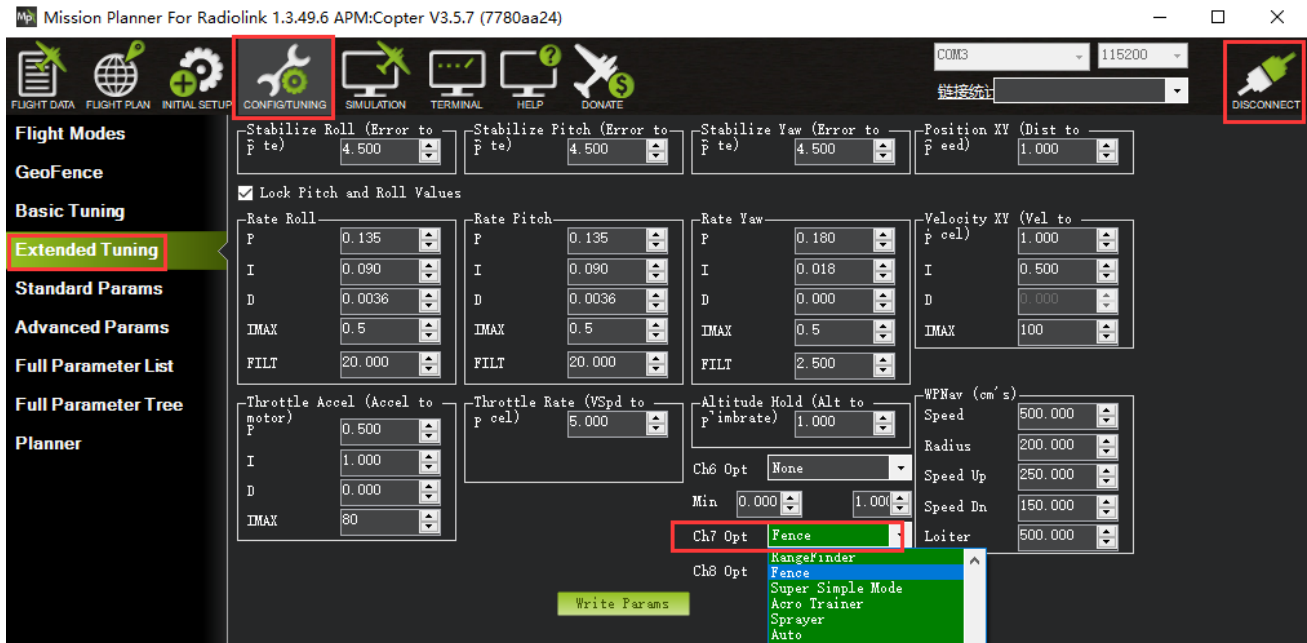 Mission Planner For Radiolink 1.3.49.6 APM:Copter V3.5.7 (7780aa24)
COM3 115200
链接统计
FLIGHT DATA FLIGHT PLAN INITIAL SETUP CONFIG/TUNING SIMULATION TERMINAL HELP DONATE DISCONNECT
Flight Modes
GeoFence
Basic Tuning
Extended Tuning
Standard Params
Advanced Params
Full Parameter List
Full Parameter Tree
Planner
Stabilize Roll (Error to
P te) 4.500
Stabilize Pitch (Error to
P te) 4.500
Stabilize Yaw (Error to
P te) 4.500
Position XY (Dist to
P eed) 1.000
Lock Pitch and Roll Values
Rate Roll
P 0.135
I 0.090
D 0.0036
IMAX 0.5
FILT 20.000
Rate Pitch
P 0.135
I 0.090
D 0.0036
IMAX 0.5
FILT 20.000
Rate Yaw
P 0.180
I 0.018
D 0.000
IMAX 0.5
FILT 2.500
Velocity XY (Vel to
P cel) 1.000
I 0.500
D 0.000
IMAX 100
Throttle Accel (Accel to
motor)
P 0.500
I 1.000
D 0.000
IMAX 80
Throttle Rate (VSpd to
P cel) 5.000
Altitude Hold (Alt to
P imbrate) 1.000
WPNav (cm's)
Speed 500.000
Radius 200.000
Speed Up 250.000
Speed Dn 150.000
Loiter 500.000
Ch6 Opt None
Min 0.000 1.000
Ch7 Opt Fence
Ch8 Opt
RangeFinder
Fence
Super Simple Mode
Acro Trainer
Sprayer
Auto
Write Params